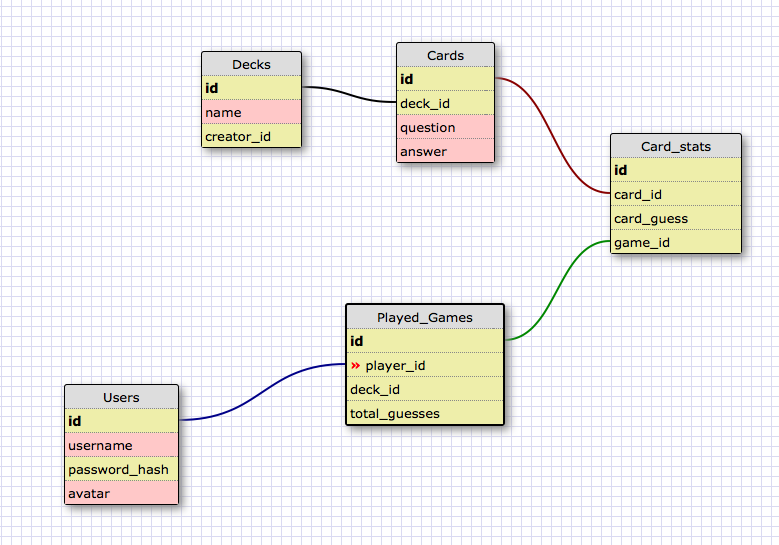 Decks
id
name
creator_id
Cards
id
deck_id
question
answer
Card_stats
id
card_id
card_guess
game_id
Played_Games
id
» player_id
deck_id
total_guesses
Users
id
username
password_hash
avatar